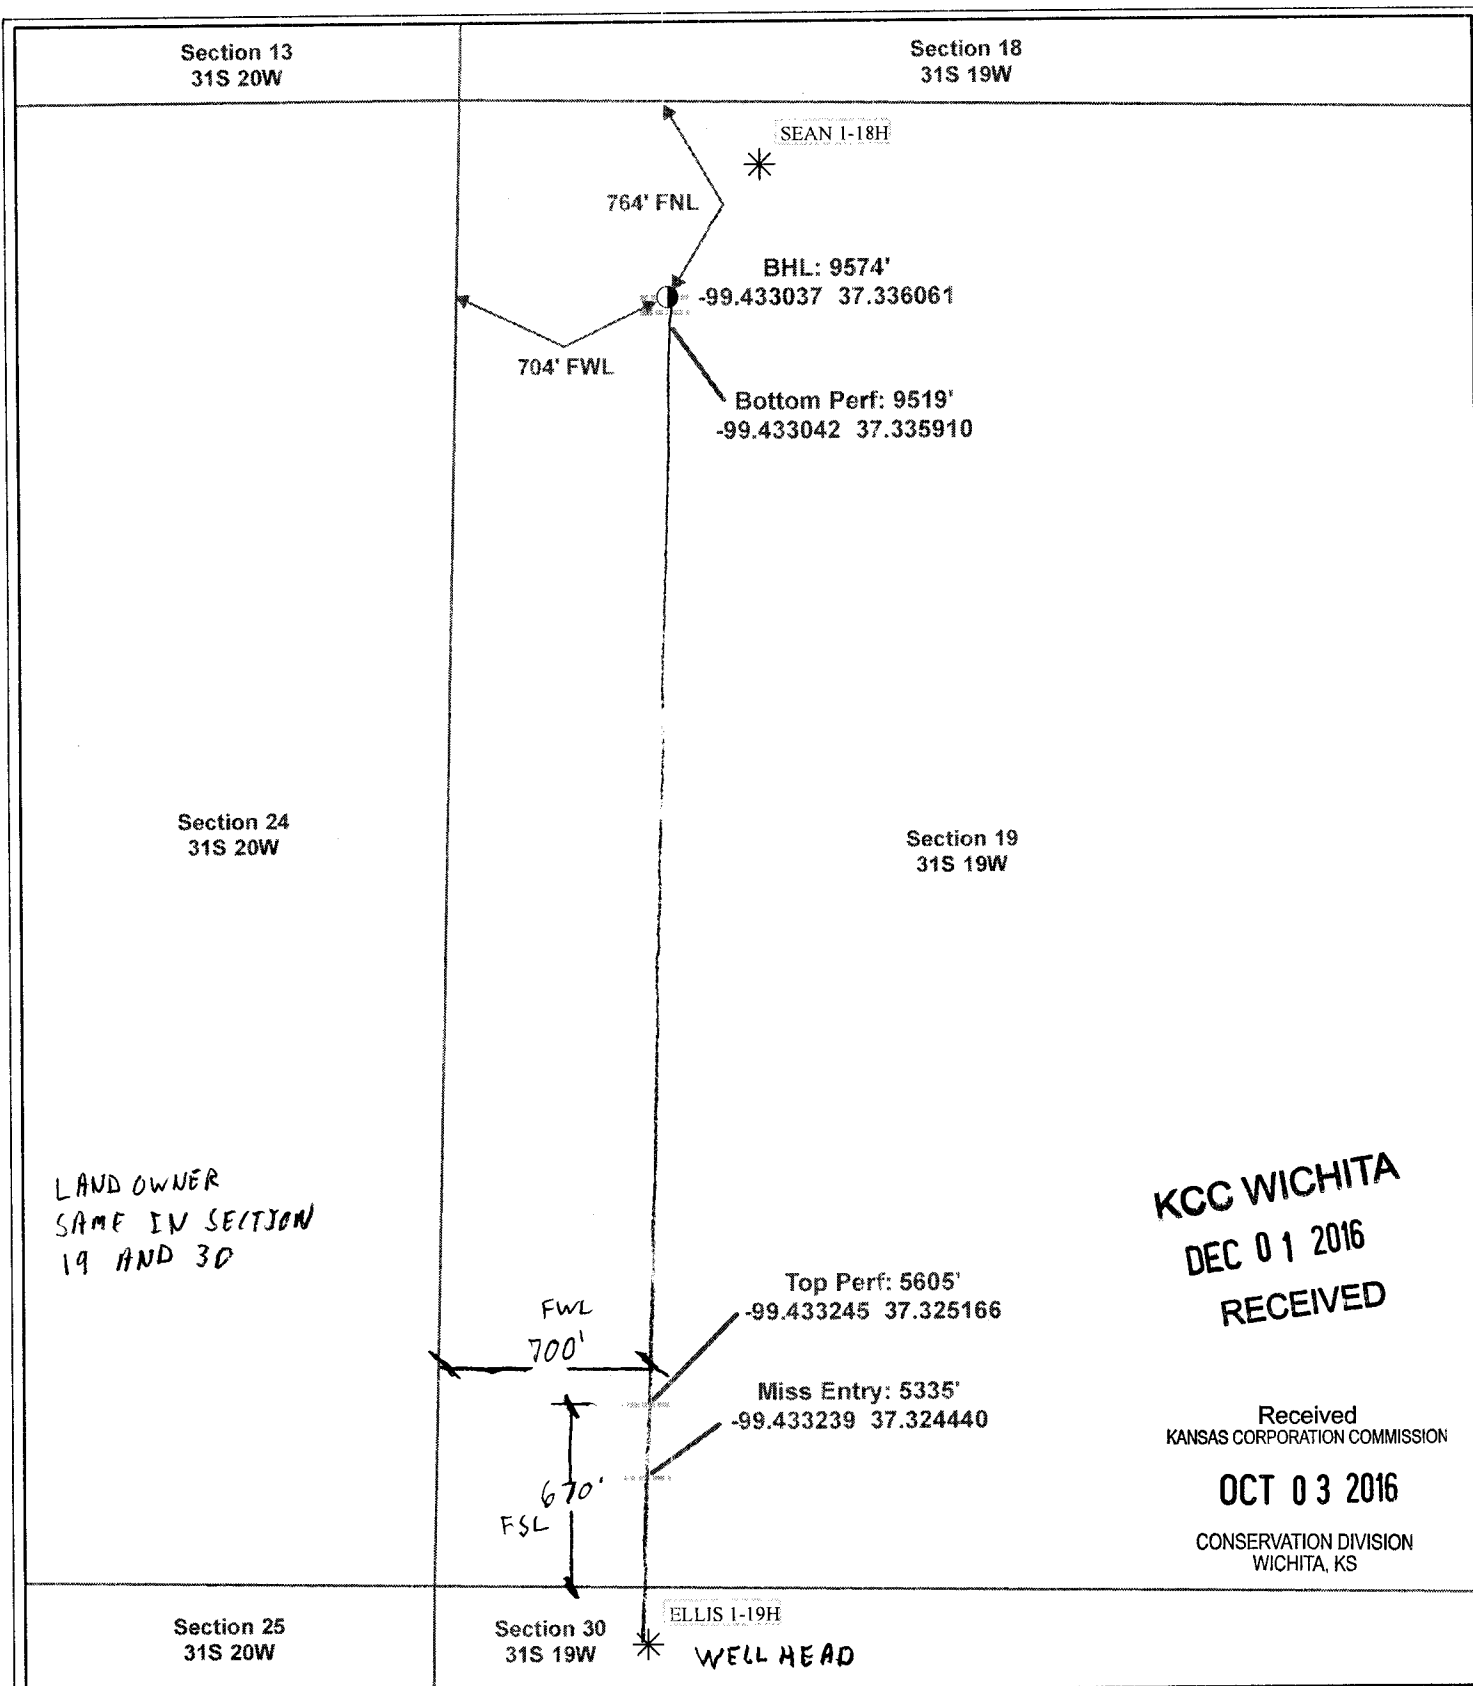 Section 13
31S 20W
Section 18
31S 19W
SEAN 1-18H
764' FNL
BHL: 9574'
-99.433037 37.336061
704' FWL
Bottom Perf: 9519'
-99.433042 37.335910
Section 24
31S 20W
Section 19
31S 19W
LAND OWNER
SAME IN SECTION
19 AND 30
KCC WICHITA
DEC 01 2016
RECEIVED
Top Perf: 5605'
-99.433245 37.325166
FWL
700'
Miss Entry: 5335'
-99.433239 37.324440
670'
FSL
Received
KANSAS CORPORATION COMMISSION
OCT 03 2016
CONSERVATION DIVISION
WICHITA, KS
Section 25
31S 20W
Section 30
31S 19W
ELLIS 1-19H
WELL HEAD